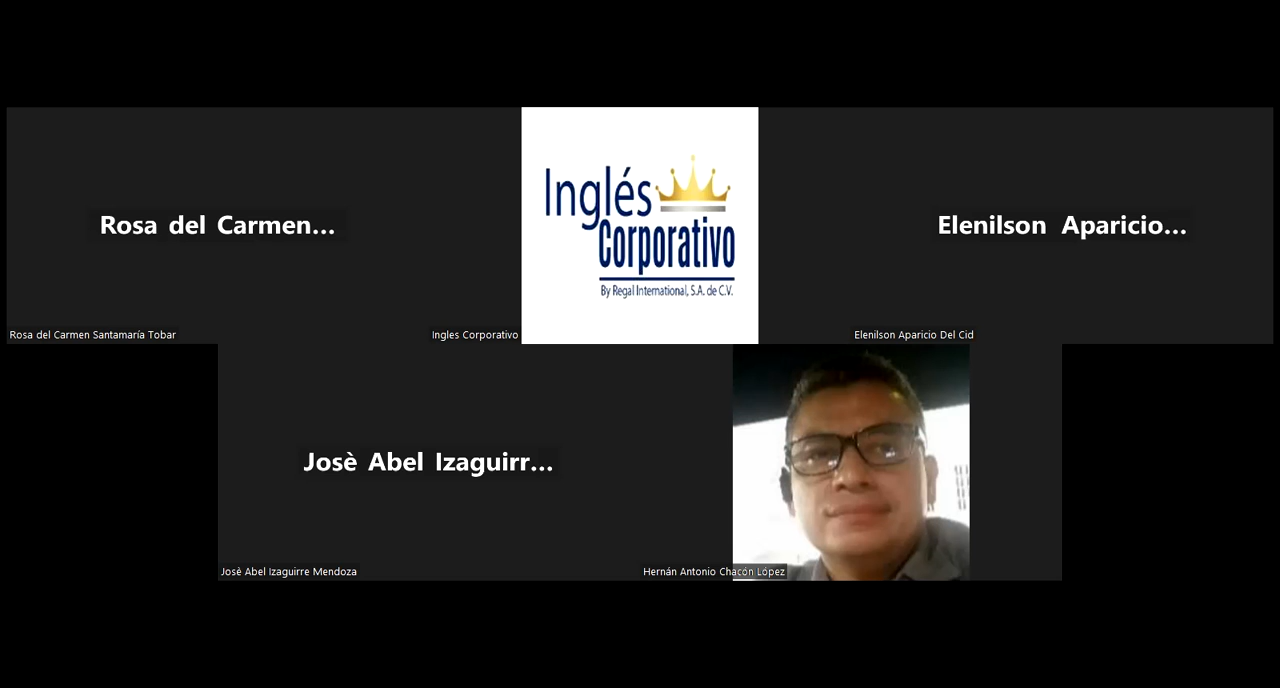 Rosa del Carmen...
Rosa del Carmen Santamaría Tobar
Inglés
Corporativo
By Regal International, S.A. de C.V.
Ingles Corporativo
Elenilson Aparicio...
Elenilson Aparicio Del Cid
Josè Abel Izaguirr...
Josè Abel Izaguirre Mendoza
Hernán Antonio Chacón López